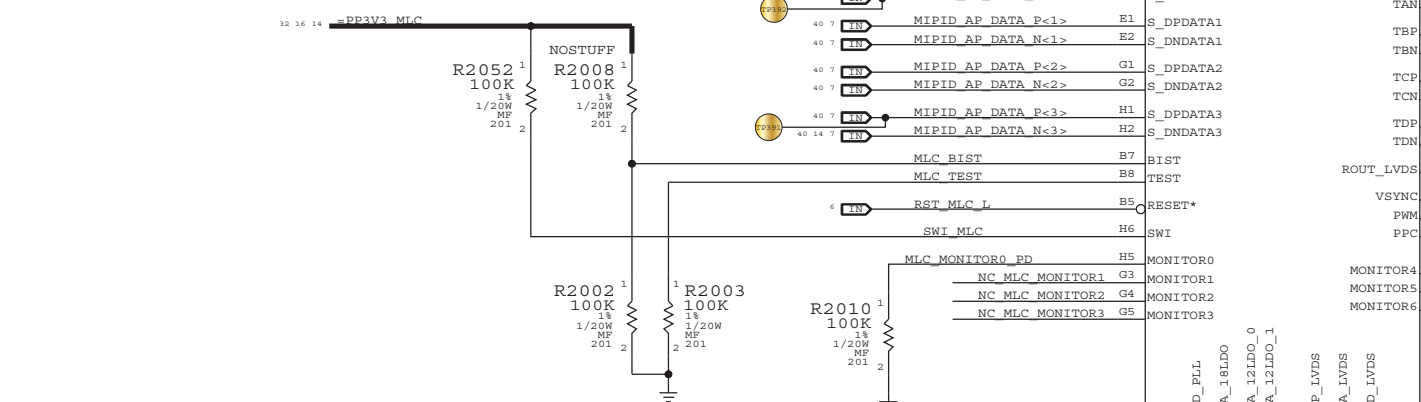 32 16 14 =PP3V3_MLC
NOSTUFF
R2052 1
100K
1%
1/20W
MF
201
2
R2008 1
100K
1%
1/20W
MF
201
2
TP392
40 7 IN MIPID_AP_DATA_P<1> E1 S_DPDATA1
40 7 IN MIPID_AP_DATA_N<1> E2 S_DNDATA1
40 7 IN MIPID_AP_DATA_P<2> G1 S_DPDATA2
40 7 IN MIPID_AP_DATA_N<2> G2 S_DNDATA2
40 7 IN MIPID_AP_DATA_P<3> H1 S_DPDATA3
TP391
40 14 7 IN MIPID_AP_DATA_N<3> H2 S_DNDATA3
MLC_BIST B7 BIST
MLC_TEST B8 TEST
6 IN RST_MLC_L B5 RESET*
SWI_MLC H6 SWI
MLC_MONITOR0_PD H5 MONITOR0
NC_MLC_MONITOR1 G3 MONITOR1
NC_MLC_MONITOR2 G4 MONITOR2
NC_MLC_MONITOR3 G5 MONITOR3
R2002 1
100K
1%
1/20W
MF
201 2
1 R2003
100K
1%
1/20W
MF
2 201
R2010 1
100K
1%
1/20W
MF
201 2
TAN
TBP
TBN
TCP
TCN
TDP
TDN
ROUT_LVDS
VSYNC
PWM
PPC
MONITOR4
MONITOR5
MONITOR6
D_PLL
A_18LDO
A_12LDO_0
A_12LDO_1
P_LVDS
A_LVDS
D_LVDS